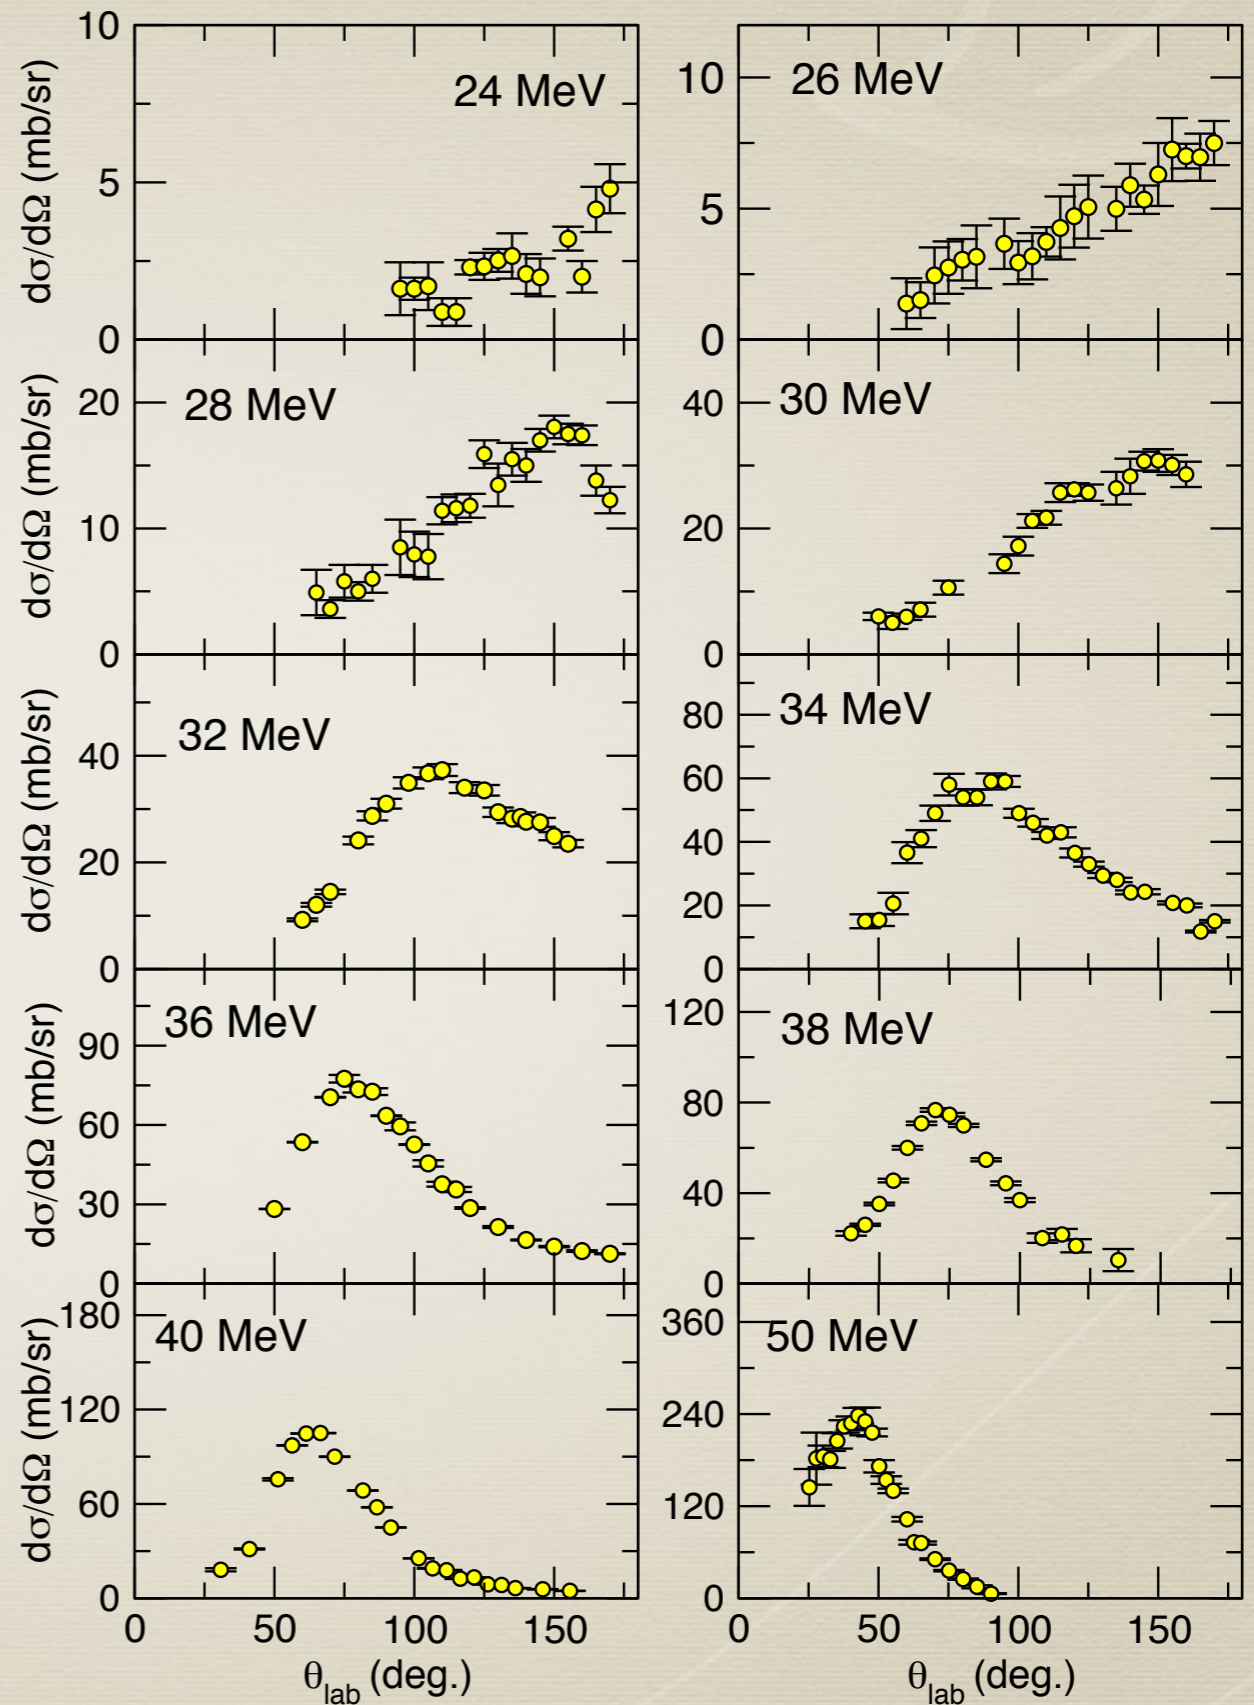 10
5
0
dσ/dΩ (mb/sr)
24 MeV
10
5
0
26 MeV
20
10
0
dσ/dΩ (mb/sr)
28 MeV
40
20
0
30 MeV
40
20
0
dσ/dΩ (mb/sr)
32 MeV
80
60
40
20
0
34 MeV
90
60
30
0
dσ/dΩ (mb/sr)
36 MeV
120
80
40
0
38 MeV
180
120
60
0
dσ/dΩ (mb/sr)
40 MeV
360
240
120
0
50 MeV
0 50 100 150
θlab (deg.)
0 50 100 150
θlab (deg.)